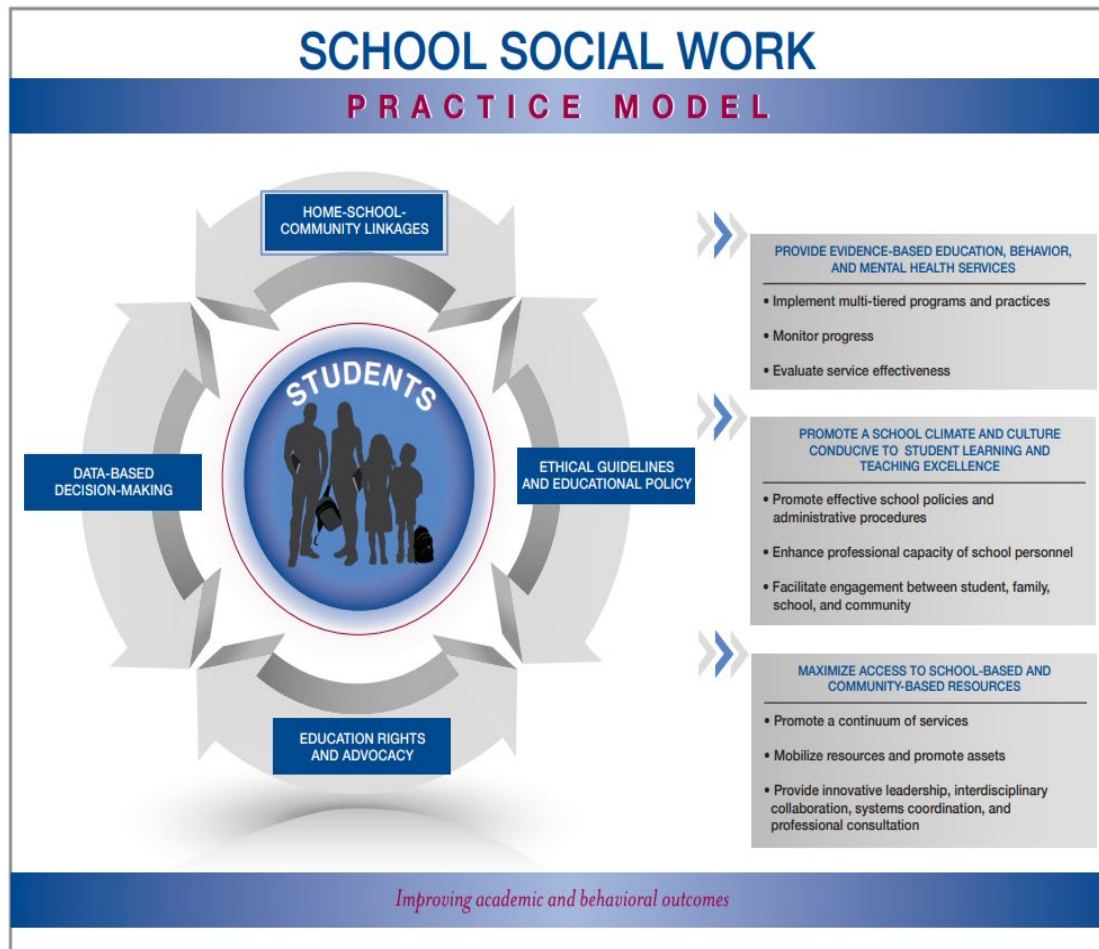 SCHOOL SOCIAL WORK
PRACTICE MODEL
HOME-SCHOOL-
COMMUNITY LINKAGES
DATA-BASED
DECISION-MAKING
STUDENTS
ETHICAL GUIDELINES
AND EDUCATIONAL POLICY
EDUCATION RIGHTS
AND ADVOCACY
PROVIDE EVIDENCE-BASED EDUCATION, BEHAVIOR,
AND MENTAL HEALTH SERVICES
• Implement multi-tiered programs and practices
• Monitor progress
• Evaluate service effectiveness
PROMOTE A SCHOOL CLIMATE AND CULTURE
CONDUCIVE TO STUDENT LEARNING AND
TEACHING EXCELLENCE
• Promote effective school policies and
administrative procedures
• Enhance professional capacity of school personnel
• Facilitate engagement between student, family,
school, and community
MAXIMIZE ACCESS TO SCHOOL-BASED AND
COMMUNITY-BASED RESOURCES
• Promote a continuum of services
• Mobilize resources and promote assets
• Provide innovative leadership, interdisciplinary
collaboration, systems coordination, and
professional consultation
Improving academic and behavioral outcomes